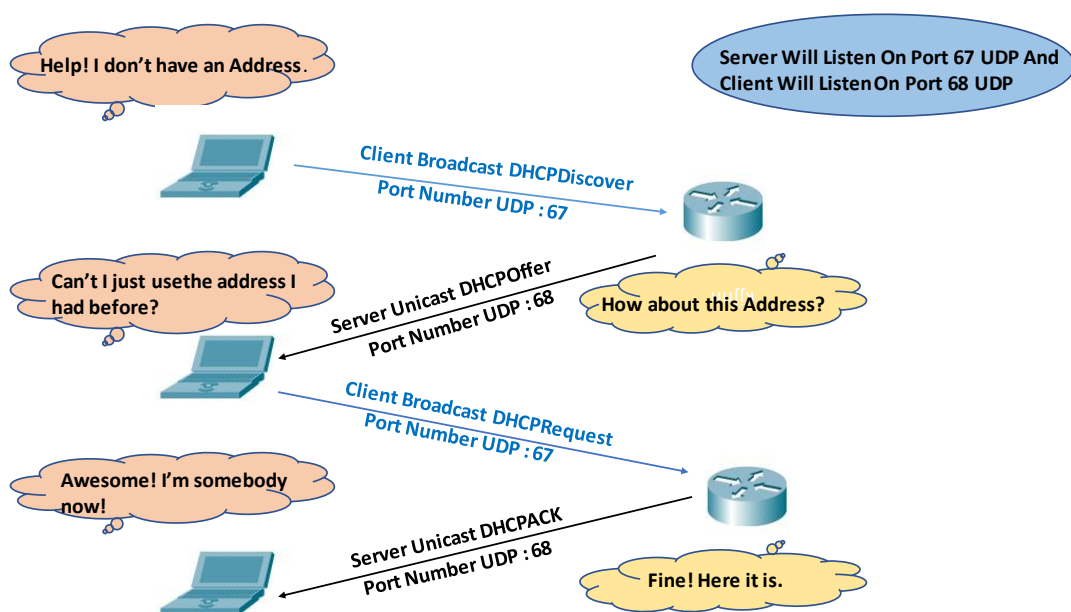 Help! I don't have an Address.
Server Will Listen On Port 67 UDP And
Client Will Listen On Port 68 UDP
Client Broadcast DHCPDiscover
Port Number UDP : 67
Can't I just usethe address I
had before?
Server Unicast DHCPOffer
Port Number UDP : 68
How about this Address?
Client Broadcast DHCPRequest
Port Number UDP : 67
Awesome! I'm somebody
now!
Server Unicast DHCPACK
Port Number UDP : 68
Fine! Here it is.